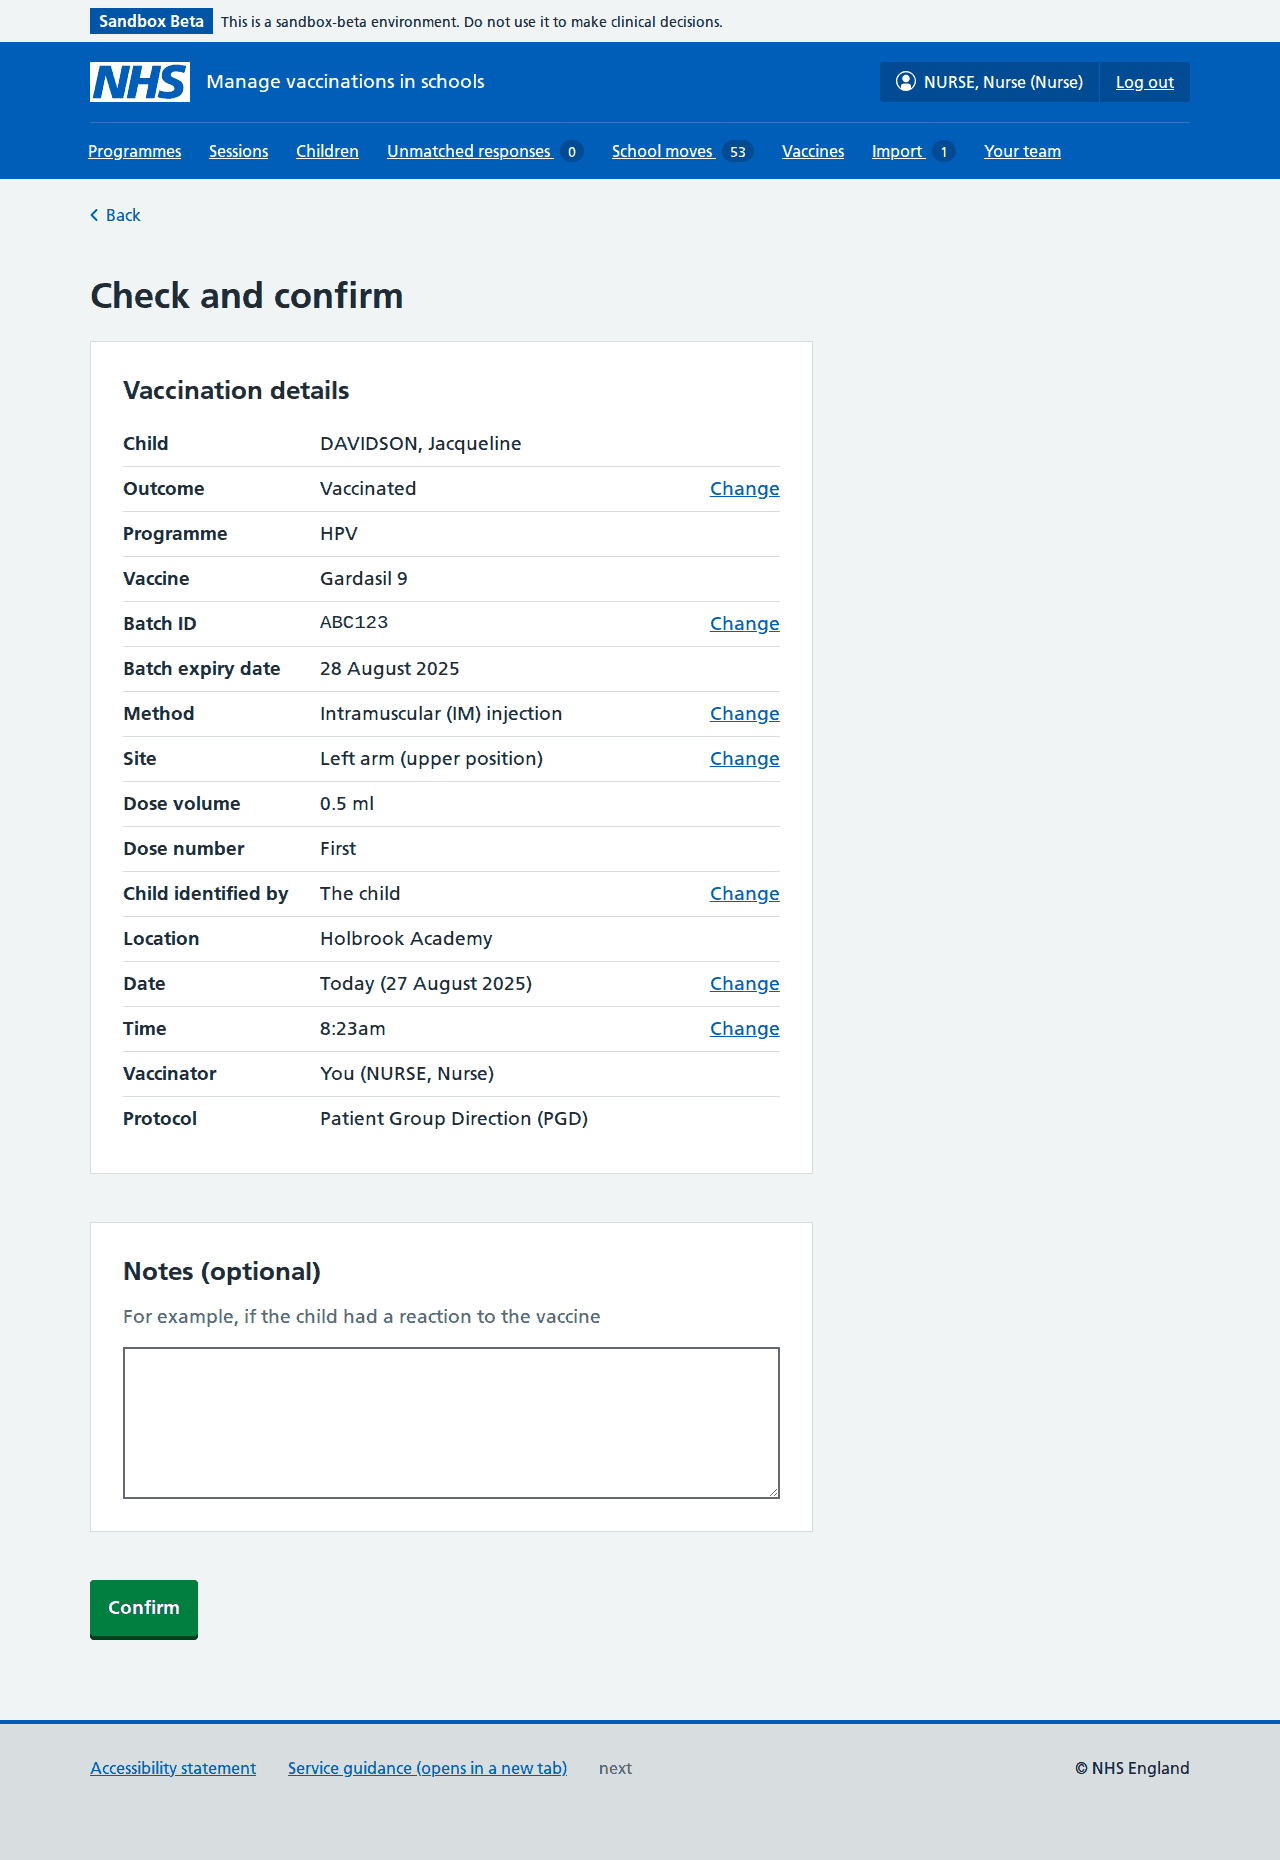 Sandbox Beta This is a sandbox-beta environment. Do not use it to make clinical decisions.
NHS Manage vaccinations in schools NURSE, Nurse (Nurse) Log out
Programmes Sessions Children Unmatched responses 0 School moves 53 Vaccines Import 1 Your team
Back
Check and confirm
Vaccination details
Child DAVIDSON, Jacqueline
Outcome Vaccinated Change
Programme HPV
Vaccine Gardasil 9
Batch ID ABC123 Change
Batch expiry date 28 August 2025
Method Intramuscular (IM) injection Change
Site Left arm (upper position) Change
Dose volume 0.5 ml
Dose number First
Child identified by The child Change
Location Holbrook Academy
Date Today (27 August 2025) Change
Time 8:23am Change
Vaccinator You (NURSE, Nurse)
Protocol Patient Group Direction (PGD)
Notes (optional)
For example, if the child had a reaction to the vaccine
Confirm
Accessibility statement Service guidance (opens in a new tab) next © NHS England